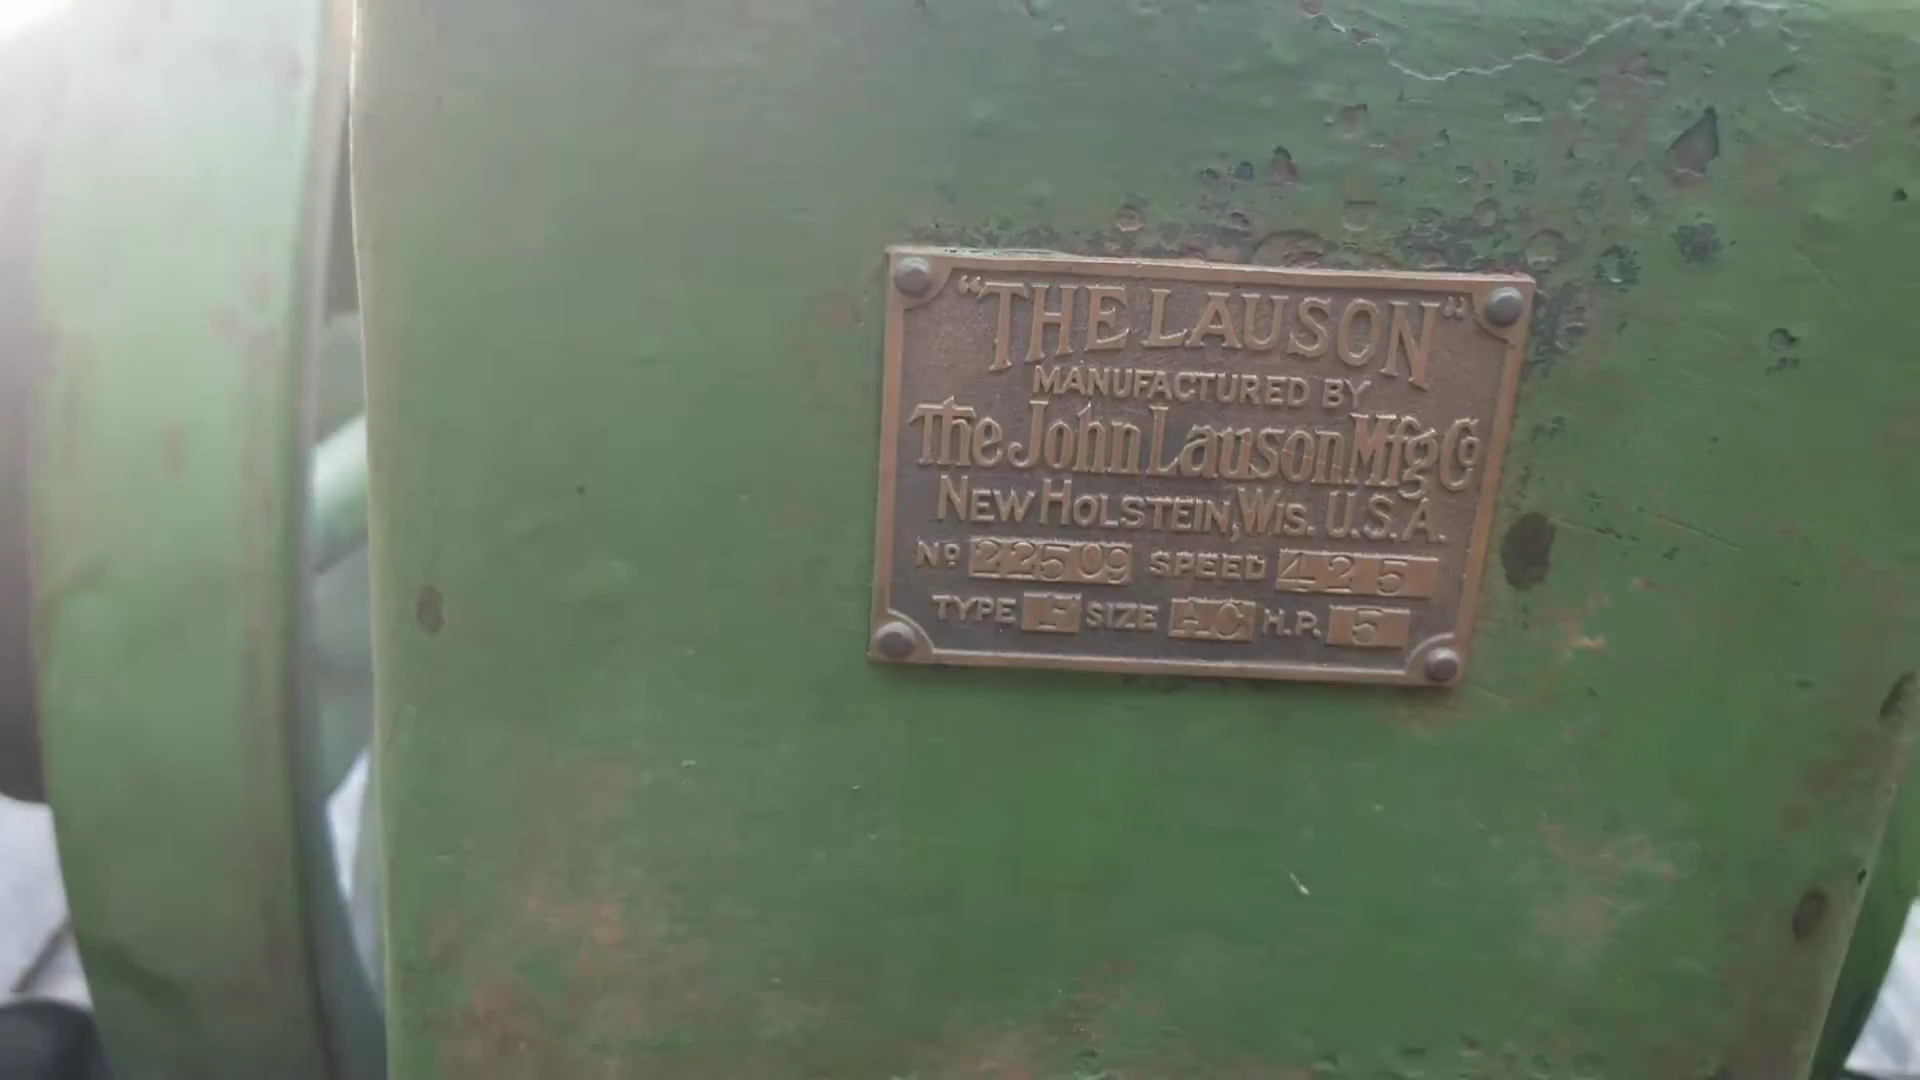 "THE LAUSON"
MANUFACTURED BY
The John Lauson Mfg Co
NEW HOLSTEIN, WIS. U.S.A.
No 22509 SPEED 425
TYPE F SIZE AC H.P. 5